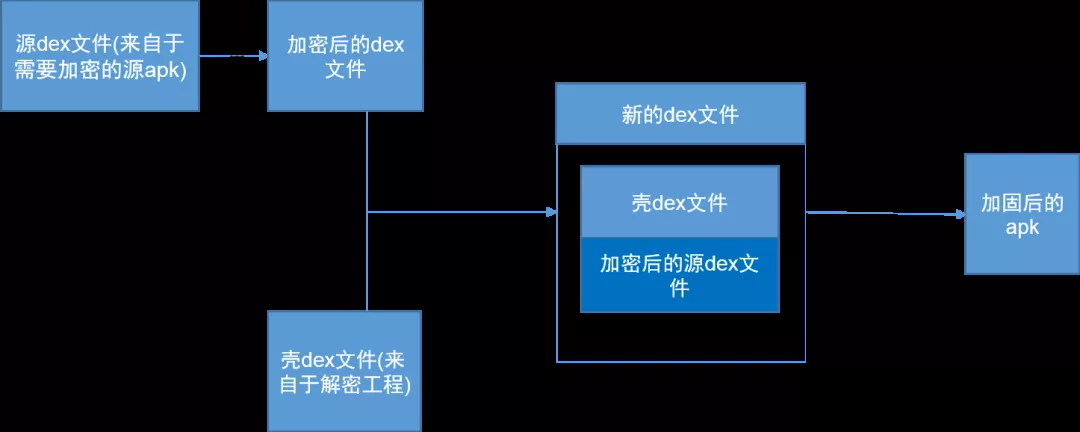 源dex文件(来自于
需要加密的源apk)
加密后的dex
文件
新的dex文件
壳dex文件
加密后的源dex文
件
加固后的
apk
壳dex文件(来
自于解密工程)